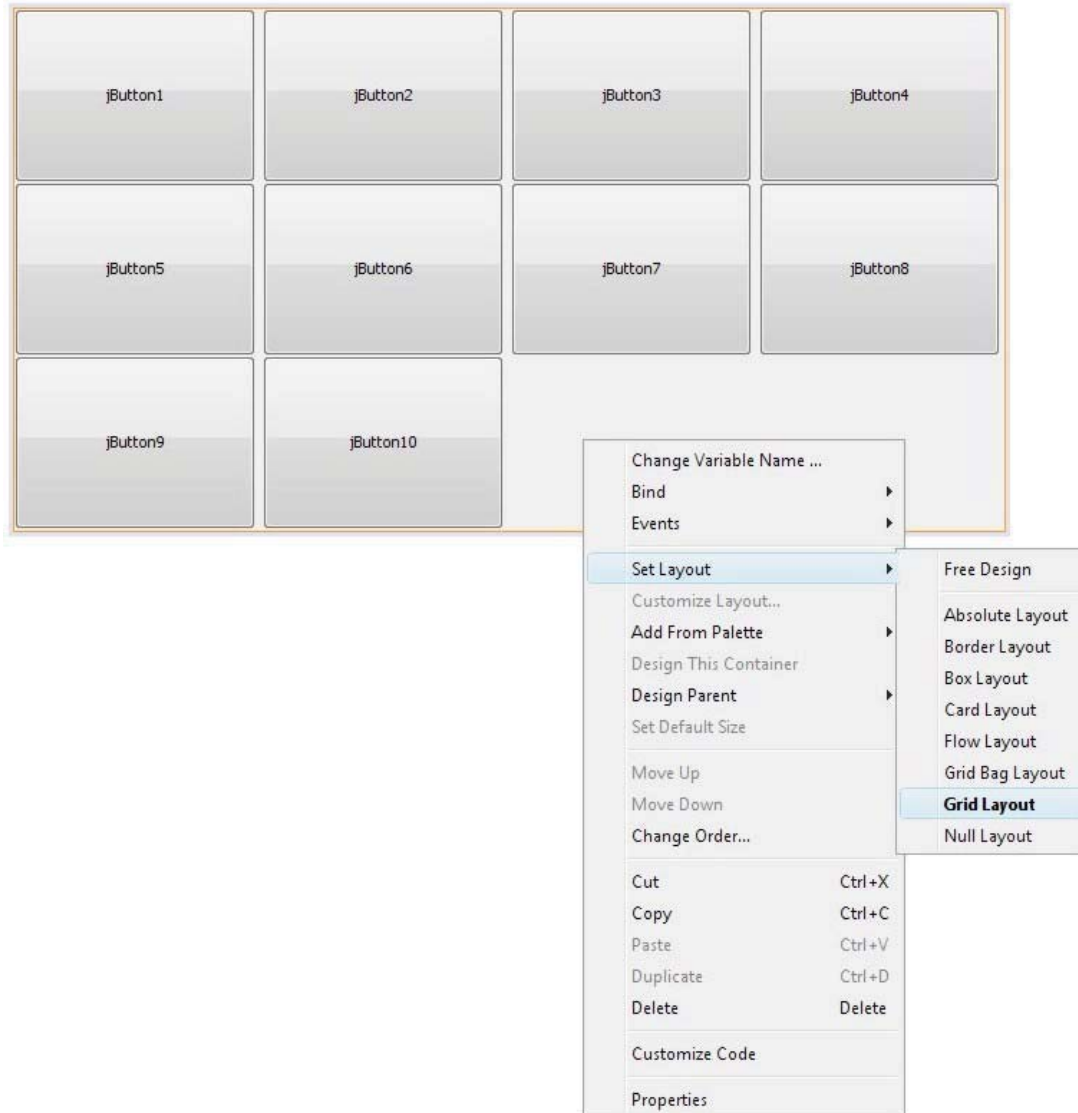 jButton1 jButton2 jButton3 jButton4
jButton5 jButton6 jButton7 jButton8
jButton9 jButton10
Change Variable Name ...
Bind
Events
Set Layout
Customize Layout...
Add From Palette
Design This Container
Design Parent
Set Default Size
Move Up
Move Down
Change Order...
Cut Ctrl+X
Copy Ctrl+C
Paste Ctrl+V
Duplicate Ctrl+D
Delete Delete
Customize Code
Properties
Free Design
Absolute Layout
Border Layout
Box Layout
Card Layout
Flow Layout
Grid Bag Layout
Grid Layout
Null Layout